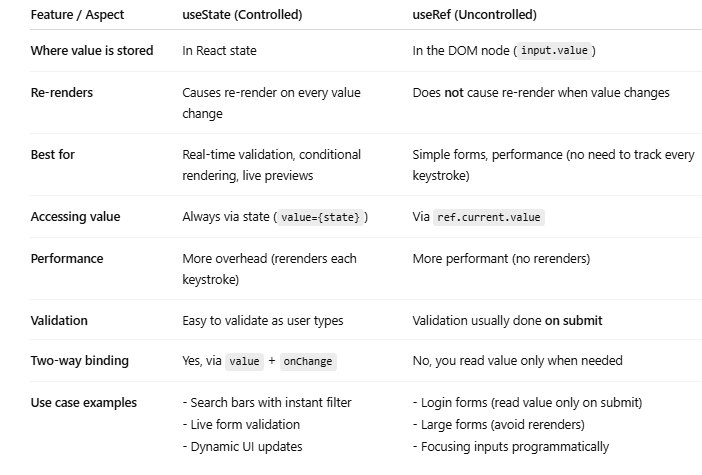 Feature / Aspect useState (Controlled) useRef (Uncontrolled)
Where value is stored In React state In the DOM node ( input.value )
Re-renders Causes re-render on every value change Does not cause re-render when value changes
Best for Real-time validation, conditional rendering, live previews Simple forms, performance (no need to track every keystroke)
Accessing value Always via state ( value={state} ) Via ref.current.value
Performance More overhead (rerenders each keystroke) More performant (no rerenders)
Validation Easy to validate as user types Validation usually done on submit
Two-way binding Yes, via value + onChange No, you read value only when needed
Use case examples - Search bars with instant filter - Login forms (read value only on submit)
- Live form validation - Large forms (avoid rerenders)
- Dynamic UI updates - Focusing inputs programmatically